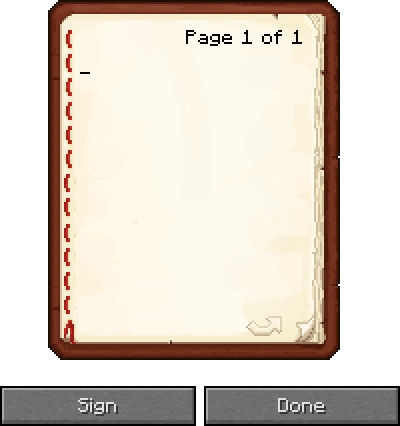 Page 1 of 1
_
Sign
Done